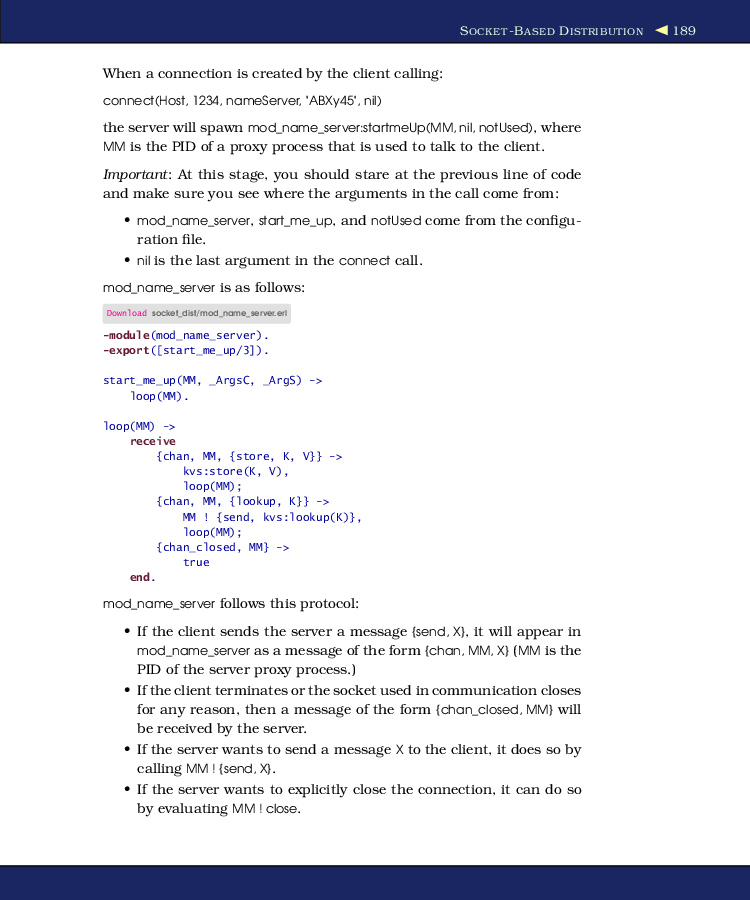 SOCKET-BASED DISTRIBUTION ◀ 189
When a connection is created by the client calling:
connect(Host, 1234, nameServer, "ABXy45", nil)
the server will spawn mod_name_server:startmeUp(MM, nil, notUsed), where
MM is the PID of a proxy process that is used to talk to the client.
Important: At this stage, you should stare at the previous line of code
and make sure you see where the arguments in the call come from:
• mod_name_server, start_me_up, and notUsed come from the configu-
ration file.
• nil is the last argument in the connect call.
mod_name_server is as follows:
Download socket_dist/mod_name_server.erl
-module(mod_name_server).
-export([start_me_up/3]).
start_me_up(MM, _ArgsC, _ArgS) ->
loop(MM).
loop(MM) ->
receive
{chan, MM, {store, K, V}} ->
kvs:store(K, V),
loop(MM);
{chan, MM, {lookup, K}} ->
MM ! {send, kvs:lookup(K)},
loop(MM);
{chan_closed, MM} ->
true
end.
mod_name_server follows this protocol:
• If the client sends the server a message {send, X}, it will appear in
mod_name_server as a message of the form {chan, MM, X} (MM is the
PID of the server proxy process.)
• If the client terminates or the socket used in communication closes
for any reason, then a message of the form {chan_closed, MM} will
be received by the server.
• If the server wants to send a message X to the client, it does so by
calling MM ! {send, X}.
• If the server wants to explicitly close the connection, it can do so
by evaluating MM ! close.